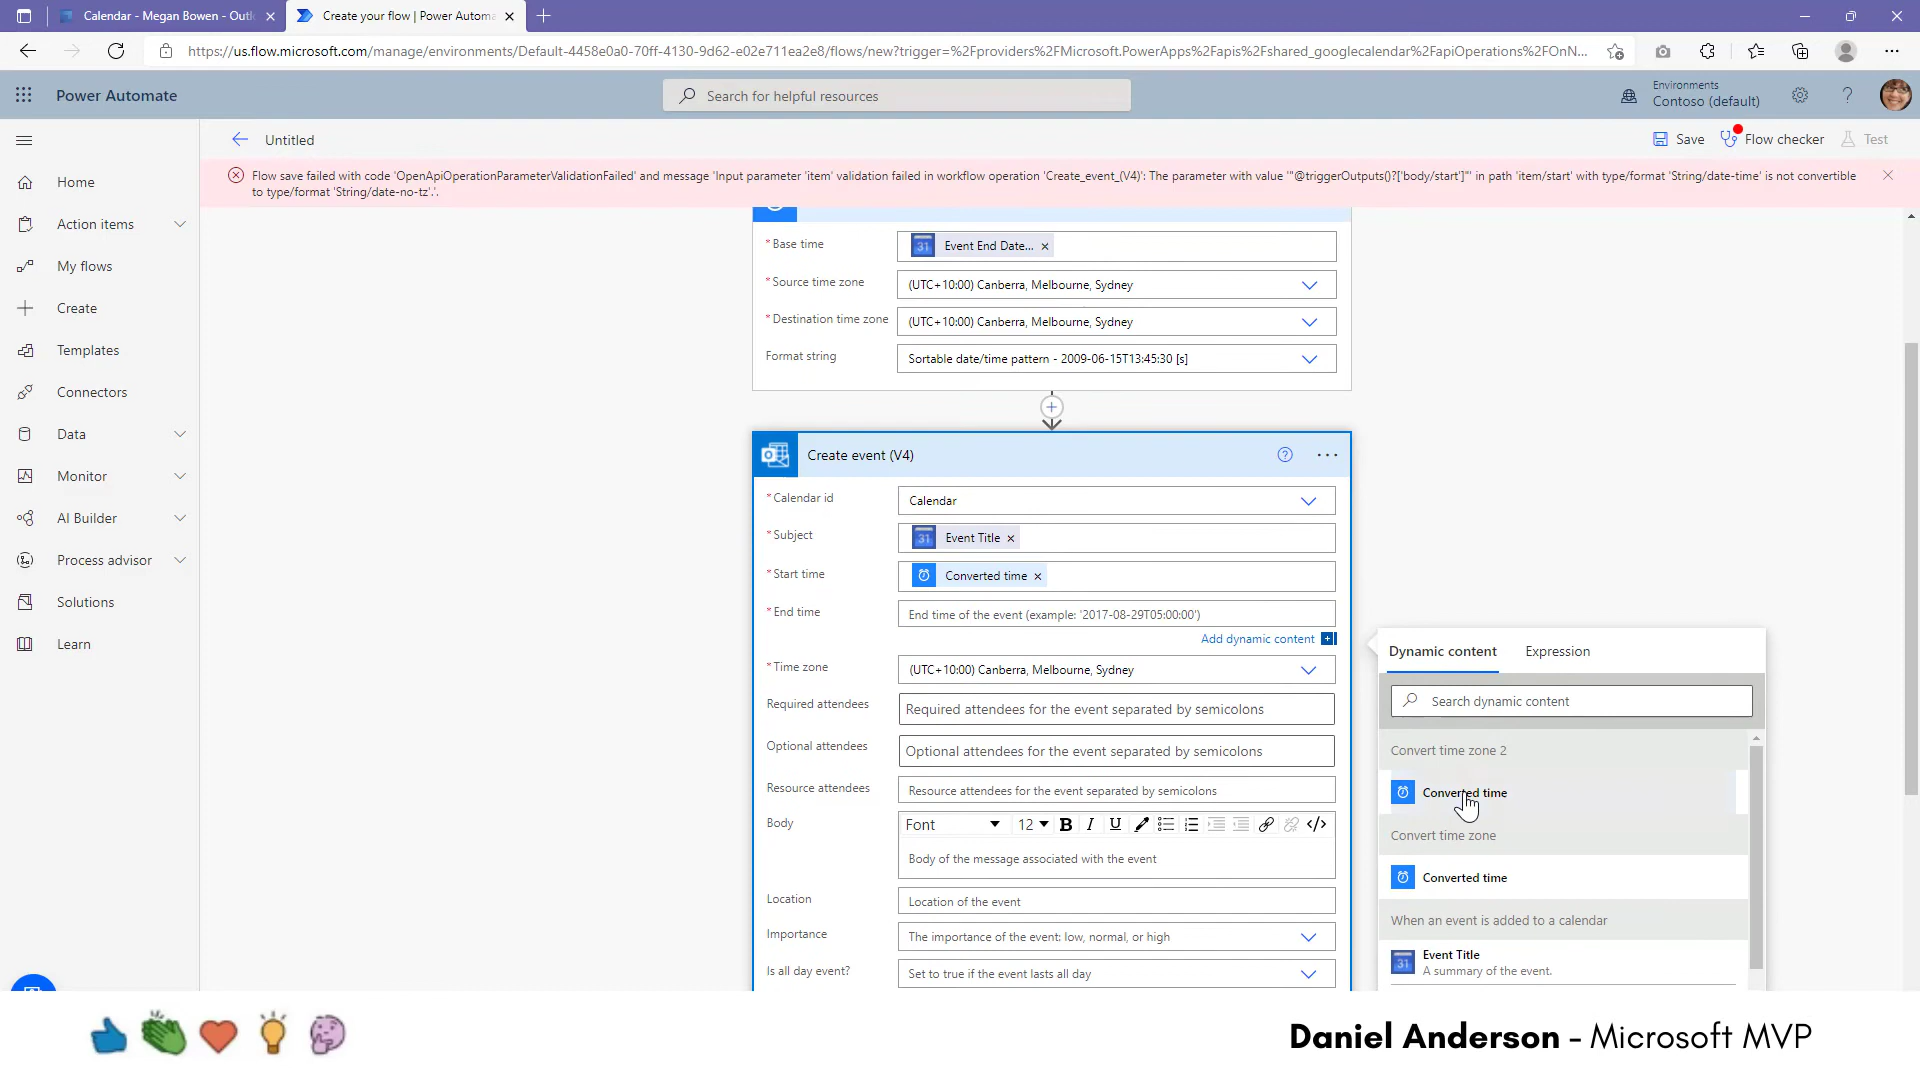 Calendar - Megan Bowen - Outl
Create your flow | Power Automa
https://us.flow.microsoft.com/manage/environments/Default-4458e0a0-70ff-4130-9d62-e02e711ea2e8/flows/new?trigger=%2Fproviders%2FMicrosoft.PowerApps%2Fapis%2Fshared_googlecalendar%2FapiOperations%2FOnN...
Power Automate
Search for helpful resources
Environments
Contoso (default)
Untitled
Save
Flow checker
Test
Flow save failed with code 'OpenApiOperationParameterValidationFailed' and message 'Input parameter 'item' validation failed in workflow operation 'Create_event_(V4)': The parameter with value '"@triggerOutputs()?['body/start']"' in path 'item/start' with type/format 'String/date-time' is not convertible
to type/format 'String/date-no-tz'.'.
Home
Action items
My flows
Create
Templates
Connectors
Data
Monitor
AI Builder
Process advisor
Solutions
Learn
* Base time
31 Event End Date... ×
* Source time zone
(UTC+10:00) Canberra, Melbourne, Sydney
* Destination time zone
(UTC+10:00) Canberra, Melbourne, Sydney
Format string
Sortable date/time pattern - 2009-06-15T13:45:30 [s]
Create event (V4)
* Calendar id
Calendar
* Subject
31 Event Title ×
* Start time
Converted time ×
* End time
End time of the event (example: '2017-08-29T05:00:00')
Add dynamic content
* Time zone
(UTC+10:00) Canberra, Melbourne, Sydney
Required attendees
Required attendees for the event separated by semicolons
Optional attendees
Optional attendees for the event separated by semicolons
Resource attendees
Resource attendees for the event separated by semicolons
Body
Font 12 B I U </>
Body of the message associated with the event
Location
Location of the event
Importance
The importance of the event: low, normal, or high
Is all day event?
Set to true if the event lasts all day
Dynamic content
Expression
Search dynamic content
Convert time zone 2
Converted time
Convert time zone
Converted time
When an event is added to a calendar
31 Event Title
A summary of the event.
Daniel Anderson - Microsoft MVP